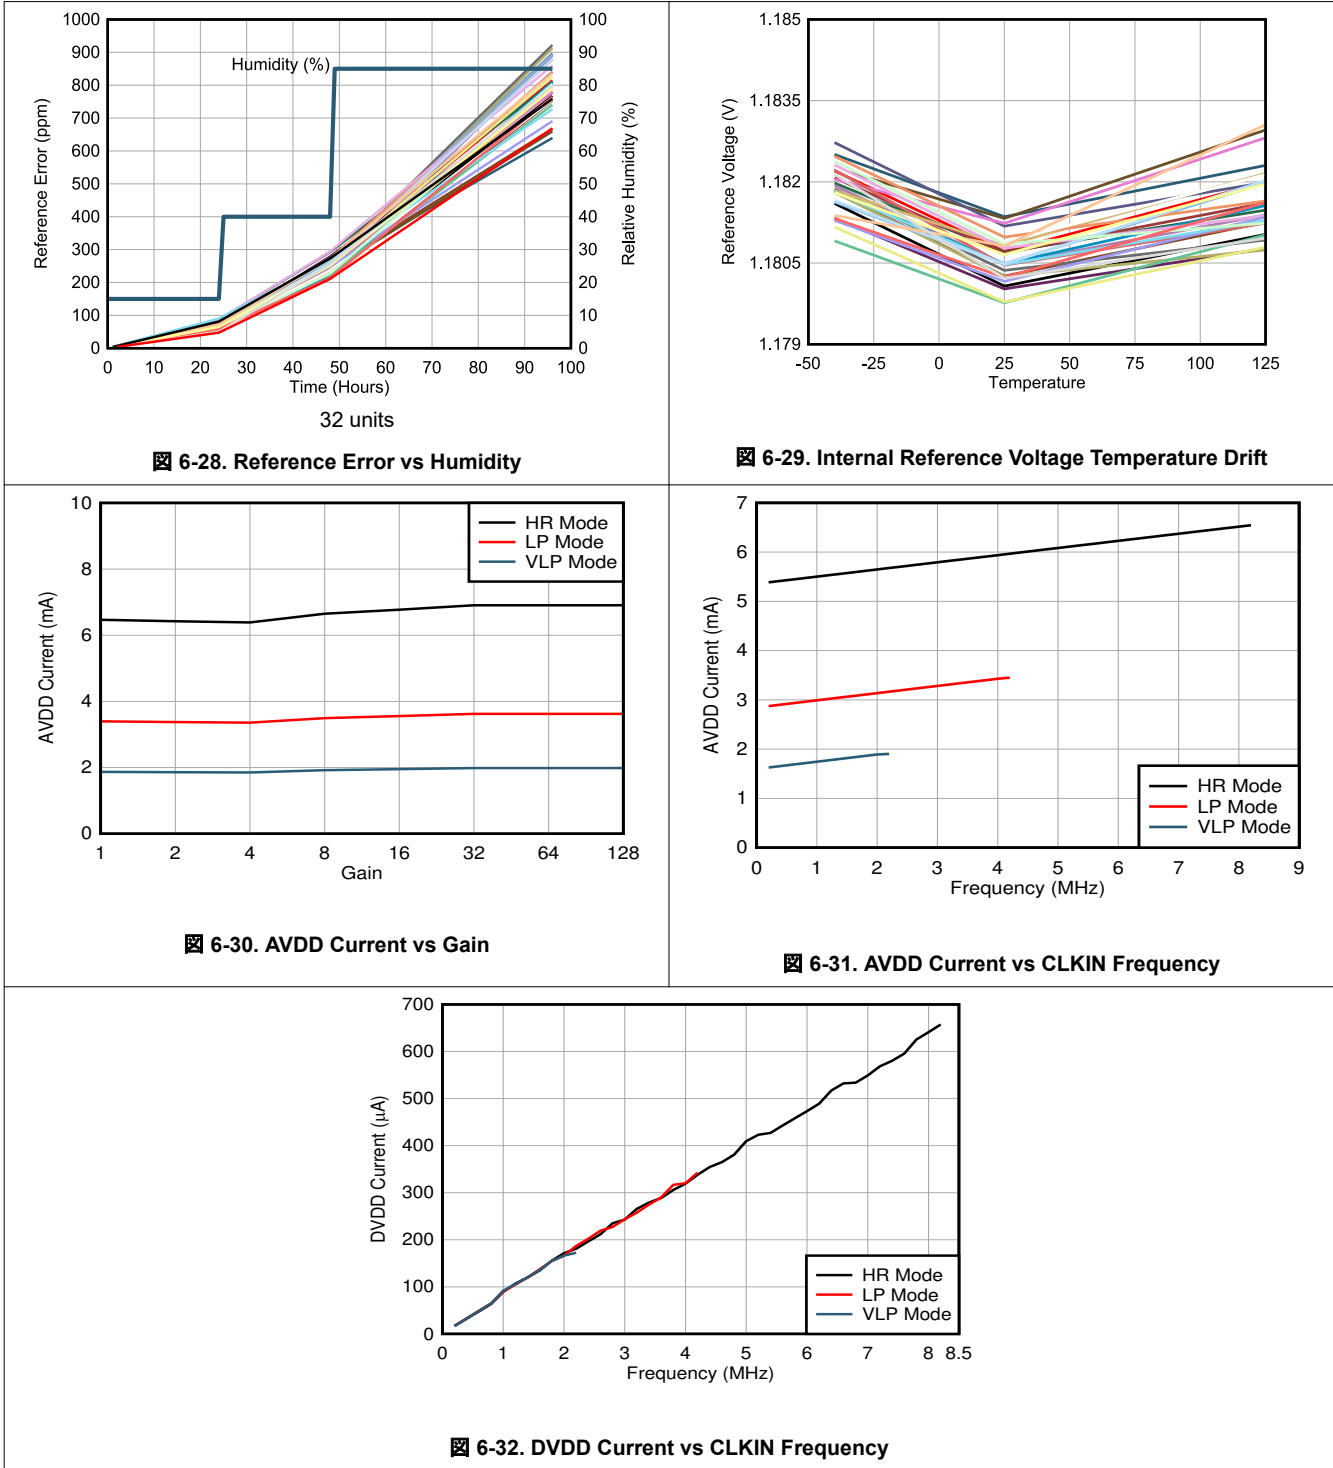 1000
900
800
700
600
500
400
300
200
100
0
Reference Error (ppm)
Humidity (%)
100
90
80
70
60
50
40
30
20
10
0
Relative Humidity (%)
0 10 20 30 40 50 60 70 80 90 100
Time (Hours)
32 units
図 6-28. Reference Error vs Humidity
1.185
1.1835
1.182
1.1805
1.179
Reference Voltage (V)
-50 -25 0 25 50 75 100 125
Temperature
図 6-29. Internal Reference Voltage Temperature Drift
10
8
6
4
2
0
AVDD Current (mA)
HR Mode
LP Mode
VLP Mode
1 2 4 8 16 32 64 128
Gain
図 6-30. AVDD Current vs Gain
7
6
5
4
3
2
1
0
AVDD Current (mA)
HR Mode
LP Mode
VLP Mode
0 1 2 3 4 5 6 7 8 9
Frequency (MHz)
図 6-31. AVDD Current vs CLKIN Frequency
700
600
500
400
300
200
100
0
DVDD Current (μA)
HR Mode
LP Mode
VLP Mode
0 1 2 3 4 5 6 7 8 8.5
Frequency (MHz)
図 6-32. DVDD Current vs CLKIN Frequency